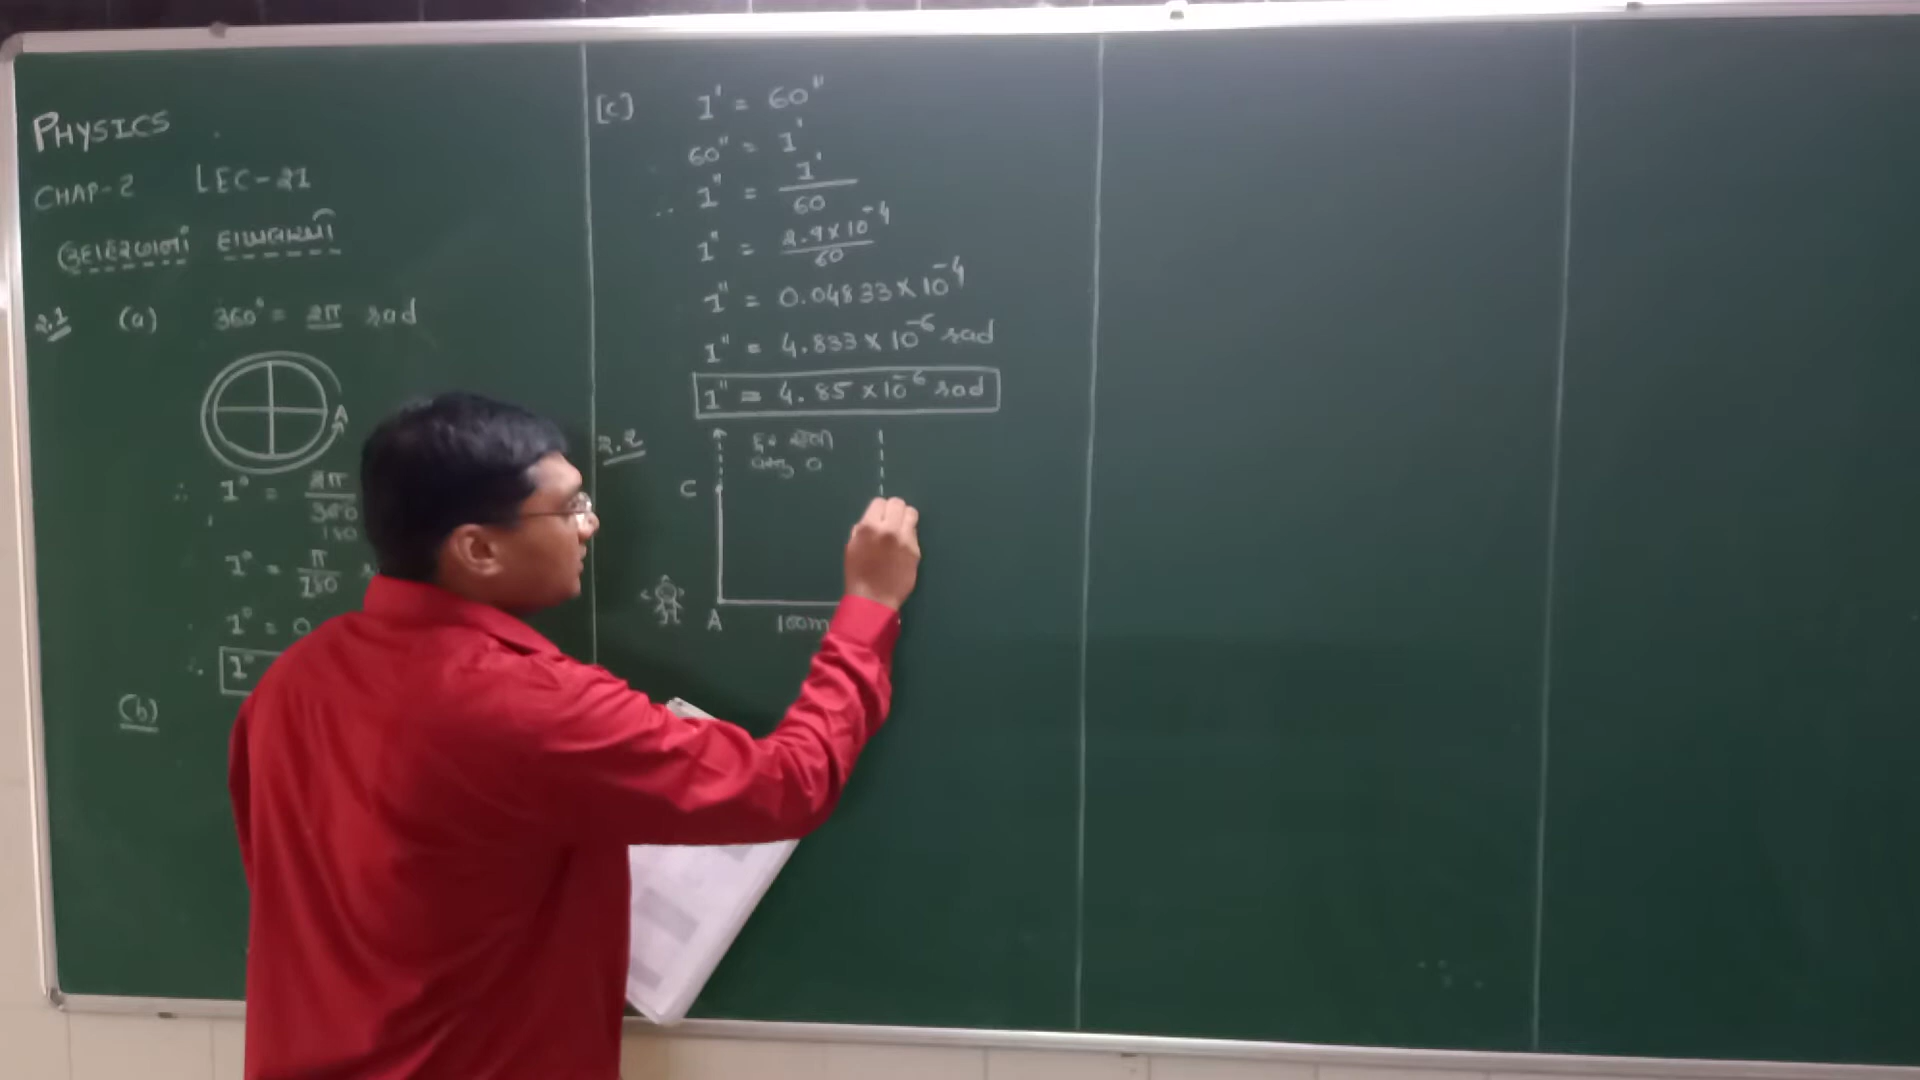 PHYSICS
CHAP-2 LEC-21
ઉદાહરણોની
2.1 (a) 360° = 2π rad
A
∴ 1° = 2π
360
180
1° = π
180
1° = 0
∴ 1°
(b)
[C] 1' = 60"
60" = 1'
∴ 1" = 1'
60
1" = 2.9 x 10⁻⁴
60
1" = 0.04833 x 10⁻⁴
1" = 4.833 x 10⁻⁶ rad
1" = 4.85 x 10⁻⁶ rad
2.2
O
C
A 100m